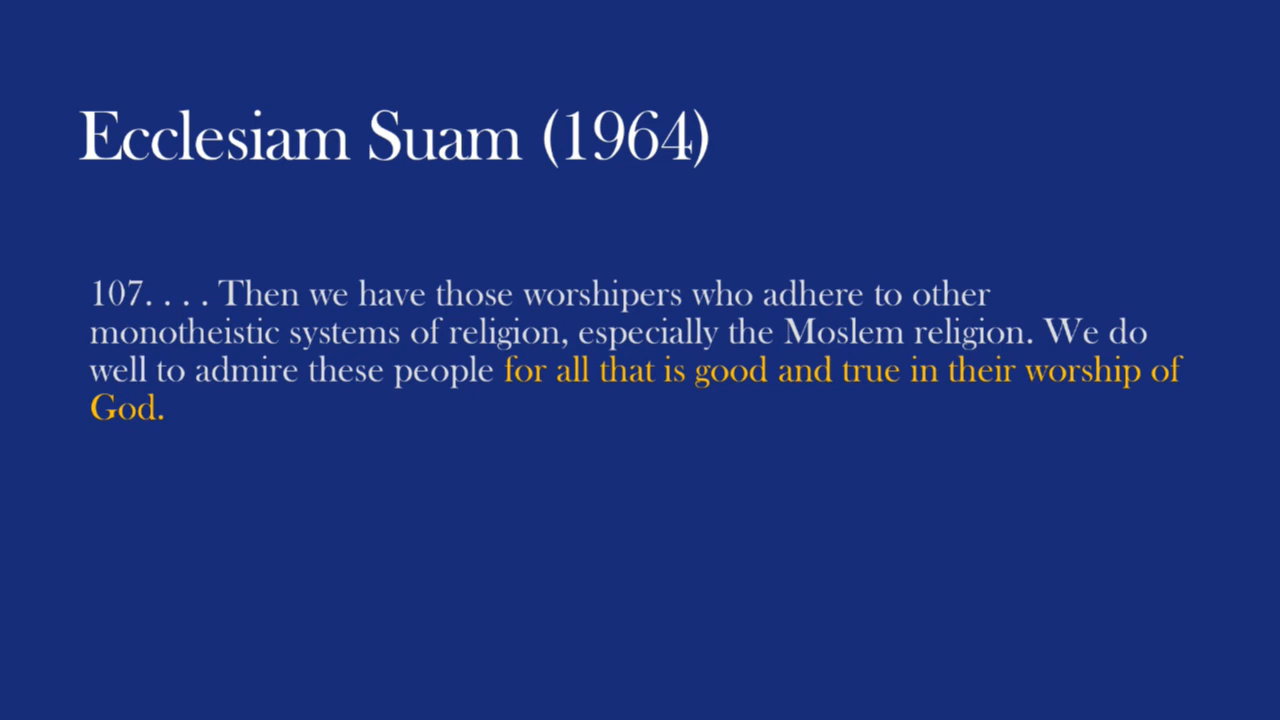 Ecclesiam Suam (1964)
107. . . . Then we have those worshipers who adhere to other
monotheistic systems of religion, especially the Moslem religion. We do
well to admire these people for all that is good and true in their worship of
God.